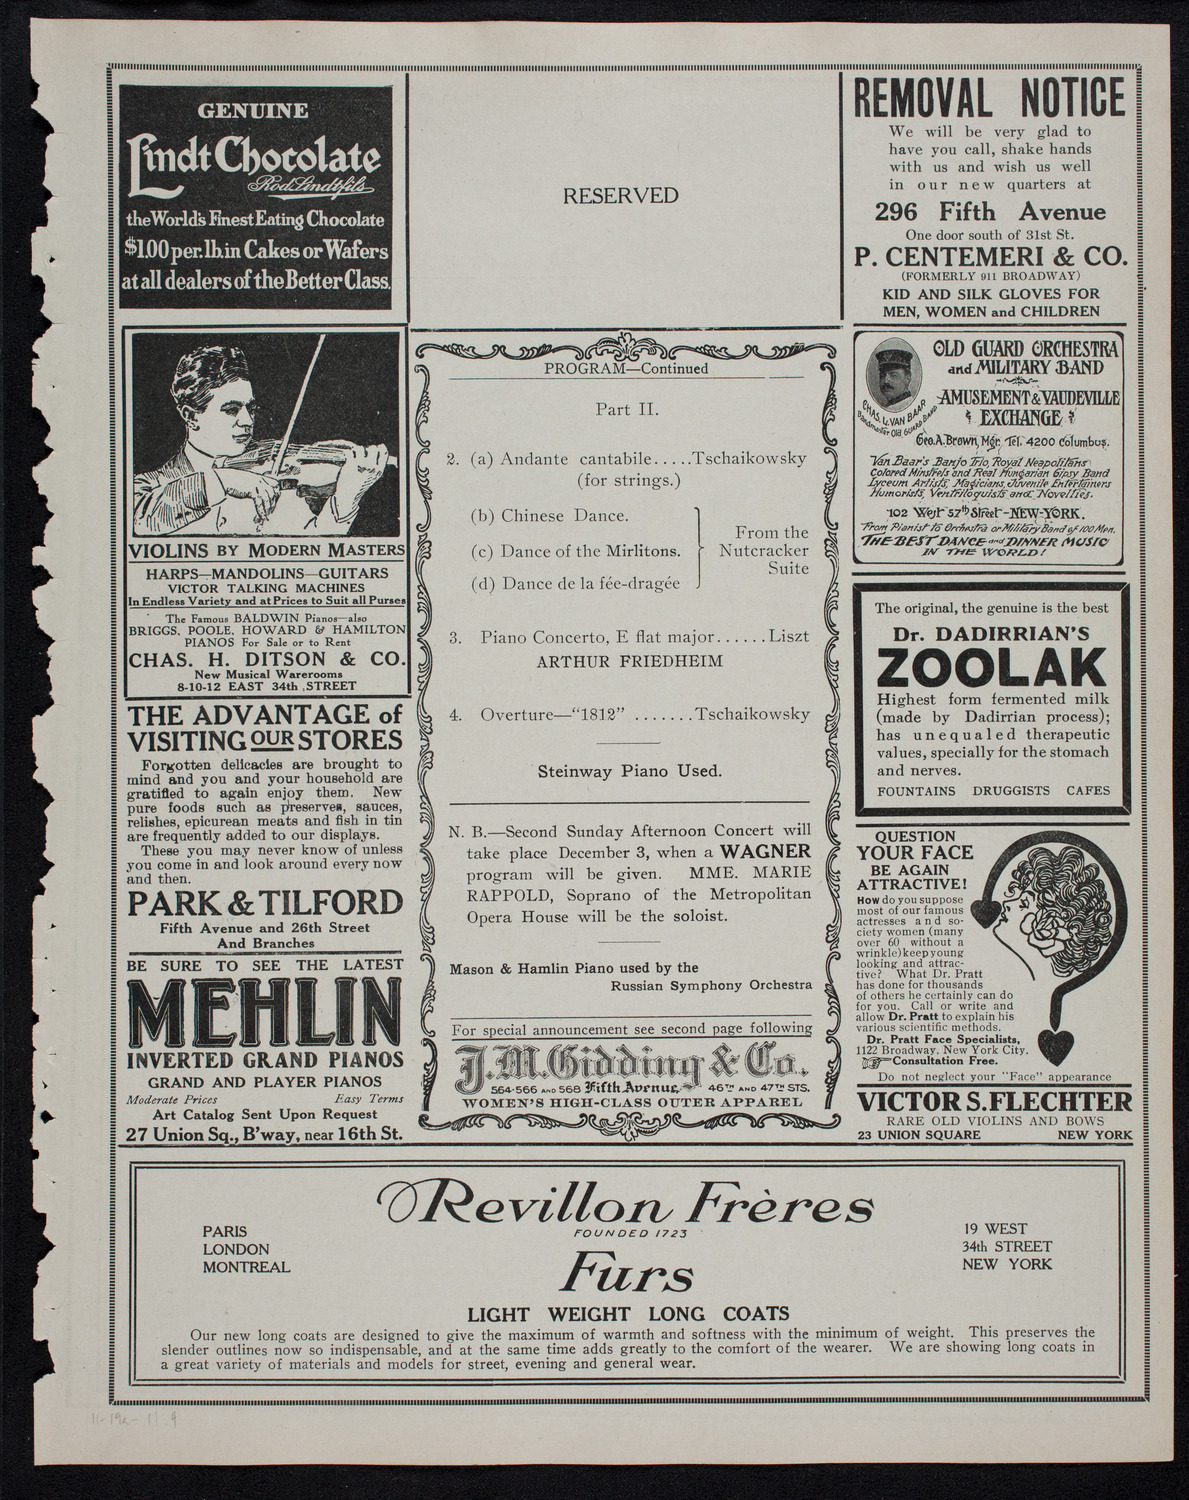 GENUINE
Lindt Chocolate
Rod. Lindt fils
the World's Finest Eating Chocolate
$1.00 per. lb. in Cakes or Wafers
at all dealers of the Better Class.
RESERVED
REMOVAL NOTICE
We will be very glad to
have you call, shake hands
with us and wish us well
in our new quarters at
296 Fifth Avenue
One door south of 31st St.
P. CENTEMERI & CO.
(FORMERLY 911 BROADWAY)
KID AND SILK GLOVES FOR
MEN, WOMEN and CHILDREN
VIOLINS BY MODERN MASTERS
HARPS—MANDOLINS—GUITARS
VICTOR TALKING MACHINES
In Endless Variety and at Prices to Suit all Purses
The Famous BALDWIN Pianos—also
BRIGGS, POOLE, HOWARD & HAMILTON
PIANOS For Sale or to Rent
CHAS. H. DITSON & CO.
New Musical Warerooms
8-10-12 EAST 34th STREET
THE ADVANTAGE of
VISITING OUR STORES
Forgotten delicacies are brought to
mind and you and your household are
gratified to again enjoy them. New
pure foods such as preserves, sauces,
relishes, epicurean meats and fish in tin
are frequently added to our displays.
These you may never know of unless
you come in and look around every now
and then.
PARK & TILFORD
Fifth Avenue and 26th Street
And Branches
BE SURE TO SEE THE LATEST
MEHLIN
INVERTED GRAND PIANOS
GRAND AND PLAYER PIANOS
Moderate Prices Easy Terms
Art Catalog Sent Upon Request
27 Union Sq., B'way, near 16th St.
PROGRAM—Continued
Part II.
2. (a) Andante cantabile.....Tschaikowsky
(for strings.)
(b) Chinese Dance.
(c) Dance of the Mirlitons.
(d) Dance de la fée-dragée
From the
Nutcracker
Suite
3. Piano Concerto, E flat major......Liszt
ARTHUR FRIEDHEIM
4. Overture—"1812" .......Tschaikowsky
Steinway Piano Used.
N. B.—Second Sunday Afternoon Concert will
take place December 3, when a WAGNER
program will be given. MME. MARIE
RAPPOLD, Soprano of the Metropolitan
Opera House will be the soloist.
Mason & Hamlin Piano used by the
Russian Symphony Orchestra
For special announcement see second page following
J. M. Gidding & Co.
564-566 AND 568 Fifth Avenue, 46TH AND 47TH STS.
WOMEN'S HIGH-CLASS OUTER APPAREL
OLD GUARD ORCHESTRA
and MILITARY BAND
AMUSEMENT & VAUDEVILLE
EXCHANGE
CHAS. L. VAN BAAR
Bandmaster Old GUARD BAND
Geo. A. Brown, Mgr. Tel. 4200 Columbus.
Van Baar's Banjo Trio, Royal Neapolitans
Colored Minstrels and Real Hungarian Gipsy Band
Lyceum Artists, Magicians, Juvenile Entertainers
Humorists, Ventriloquists and Novelties.
102 West 57th Street - NEW-YORK.
From Pianist to Orchestra or Military Band of 100 Men.
THE BEST DANCE and DINNER MUSIC
IN THE WORLD!
The original, the genuine is the best
Dr. DADIRRIAN'S
ZOOLAK
Highest form fermented milk
(made by Dadirrian process);
has unequaled therapeutic
values, specially for the stomach
and nerves.
FOUNTAINS DRUGGISTS CAFES
QUESTION
YOUR FACE
BE AGAIN
ATTRACTIVE!
How do you suppose
most of our famous
actresses and so-
ciety women (many
over 60 without a
wrinkle) keep young
looking and attrac-
tive? What Dr. Pratt
has done for thousands
of others he certainly can do
for you. Call or write and
allow Dr. Pratt to explain his
various scientific methods.
Dr. Pratt Face Specialists,
1122 Broadway, New York City.
Consultation Free.
Do not neglect your "Face" appearance
VICTOR S. FLECHTER
RARE OLD VIOLINS AND BOWS
23 UNION SQUARE NEW YORK
Revillon Frères
FOUNDED 1723
PARIS
LONDON
MONTREAL
Furs
19 WEST
34th STREET
NEW YORK
LIGHT WEIGHT LONG COATS
Our new long coats are designed to give the maximum of warmth and softness with the minimum of weight. This preserves the
slender outlines now so indispensable, and at the same time adds greatly to the comfort of the wearer. We are showing long coats in
a great variety of materials and models for street, evening and general wear.